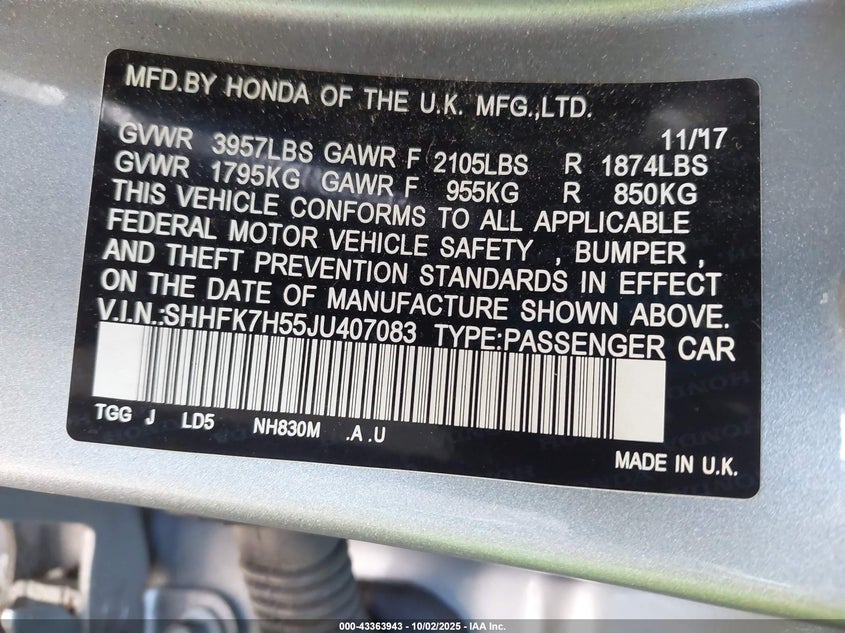 MFD.BY HONDA OF THE U.K. MFG.,LTD.
11/'17
GVWR 3957LBS GAWR F 2105LBS R 1874LBS
GVWR 1795KG GAWR F 955KG R 850KG
THIS VEHICLE CONFORMS TO ALL APPLICABLE
FEDERAL MOTOR VEHICLE SAFETY , BUMPER ,
AND THEFT PREVENTION STANDARDS IN EFFECT
ON THE DATE OF MANUFACTURE SHOWN ABOVE.
V.I.N.:SHHFK7H55JU407083 TYPE:PASSENGER CAR
TGG J LD5 NH830M .A .U
MADE IN U.K.
000-43363943 - 10/02/2025 - IAA Inc.